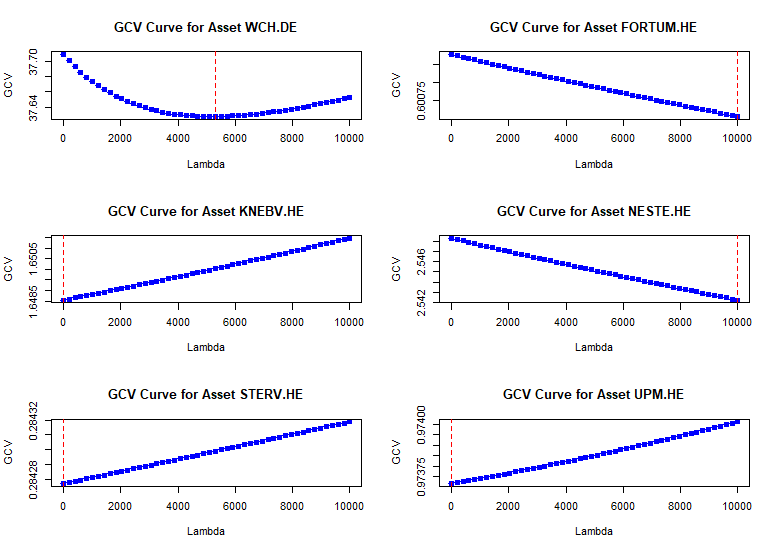 GCV Curve for Asset WCH.DE
GCV
37.70
37.64
0 2000 4000 6000 8000 10000
Lambda
GCV Curve for Asset FORTUM.HE
GCV
0.60075
0 2000 4000 6000 8000 10000
Lambda
GCV Curve for Asset KNEBV.HE
GCV
1.6505
1.6485
0 2000 4000 6000 8000 10000
Lambda
GCV Curve for Asset NESTE.HE
GCV
2.546
2.542
0 2000 4000 6000 8000 10000
Lambda
GCV Curve for Asset STERV.HE
GCV
0.28432
0.28428
0 2000 4000 6000 8000 10000
Lambda
GCV Curve for Asset UPM.HE
GCV
0.97400
0.97375
0 2000 4000 6000 8000 10000
Lambda